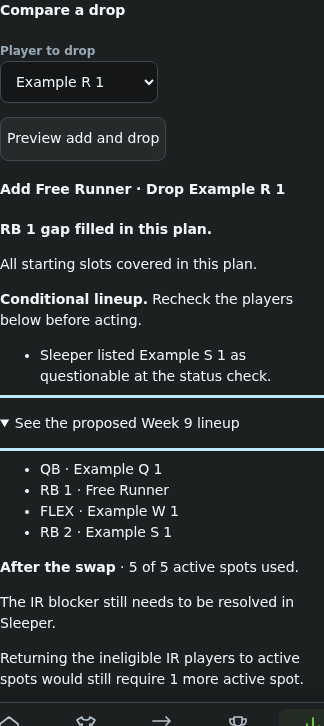 Compare a drop
Player to drop
Example R 1
Preview add and drop
Add Free Runner · Drop Example R 1
RB 1 gap filled in this plan.
All starting slots covered in this plan.
Conditional lineup. Recheck the players
below before acting.
• Sleeper listed Example S 1 as
questionable at the status check.
▼ See the proposed Week 9 lineup
• QB · Example Q 1
• RB 1 · Free Runner
• FLEX · Example W 1
• RB 2 · Example S 1
After the swap · 5 of 5 active spots used.
The IR blocker still needs to be resolved in
Sleeper.
Returning the ineligible IR players to active
spots would still require 1 more active spot.